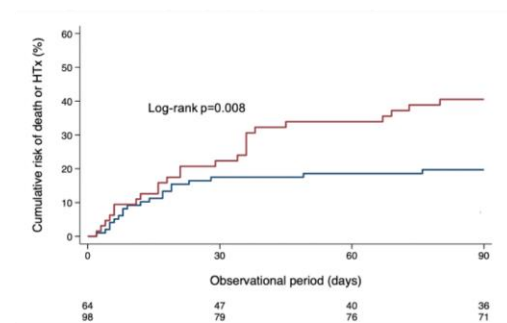 Cumulative risk of death or HTx (%)
60
50
40
30
20
10
0
Log-rank p=0.008
0 30 60 90
Observational period (days)
64 47 40 36
98 79 76 71